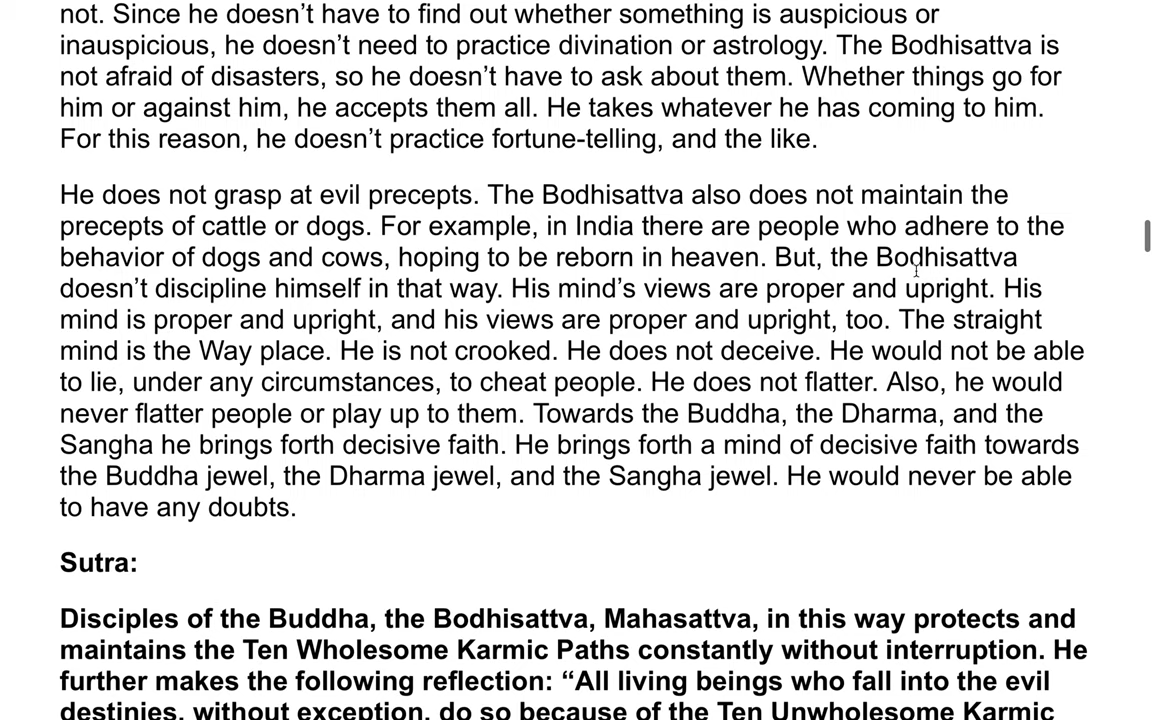 not. Since he doesn’t have to find out whether something is auspicious or
inauspicious, he doesn’t need to practice divination or astrology. The Bodhisattva is
not afraid of disasters, so he doesn’t have to ask about them. Whether things go for
him or against him, he accepts them all. He takes whatever he has coming to him.
For this reason, he doesn’t practice fortune-telling, and the like.
He does not grasp at evil precepts. The Bodhisattva also does not maintain the
precepts of cattle or dogs. For example, in India there are people who adhere to the
behavior of dogs and cows, hoping to be reborn in heaven. But, the Bodhisattva
doesn’t discipline himself in that way. His mind’s views are proper and upright. His
mind is proper and upright, and his views are proper and upright, too. The straight
mind is the Way place. He is not crooked. He does not deceive. He would not be able
to lie, under any circumstances, to cheat people. He does not flatter. Also, he would
never flatter people or play up to them. Towards the Buddha, the Dharma, and the
Sangha he brings forth decisive faith. He brings forth a mind of decisive faith towards
the Buddha jewel, the Dharma jewel, and the Sangha jewel. He would never be able
to have any doubts.
Sutra:
Disciples of the Buddha, the Bodhisattva, Mahasattva, in this way protects and
maintains the Ten Wholesome Karmic Paths constantly without interruption. He
further makes the following reflection: “All living beings who fall into the evil
destinies, without exception, do so because of the Ten Unwholesome Karmic